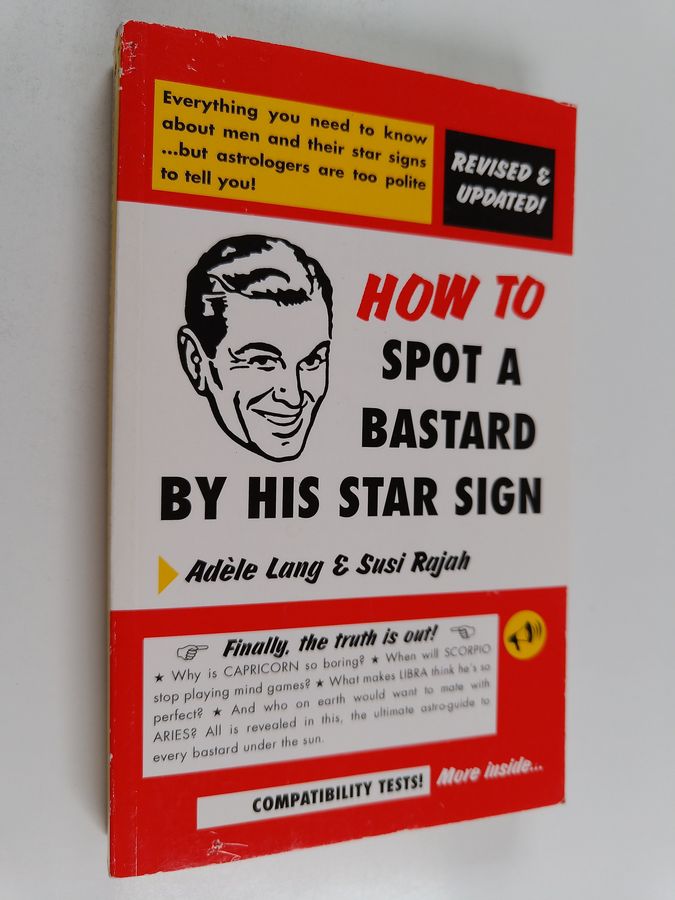 Everything you need to know
about men and their star signs
...but astrologers are too polite
to tell you!
REVISED &
UPDATED!
HOW TO
SPOT A
BASTARD
BY HIS STAR SIGN
Adèle Lang & Susi Rajah
Finally, the truth is out!
★ Why is CAPRICORN so boring? ★ When will SCORPIO
stop playing mind games? ★ What makes LIBRA think he's so
perfect? ★ And who on earth would want to mate with
ARIES? All is revealed in this, the ultimate astro-guide to
every bastard under the sun.
COMPATIBILITY TESTS!
More inside...